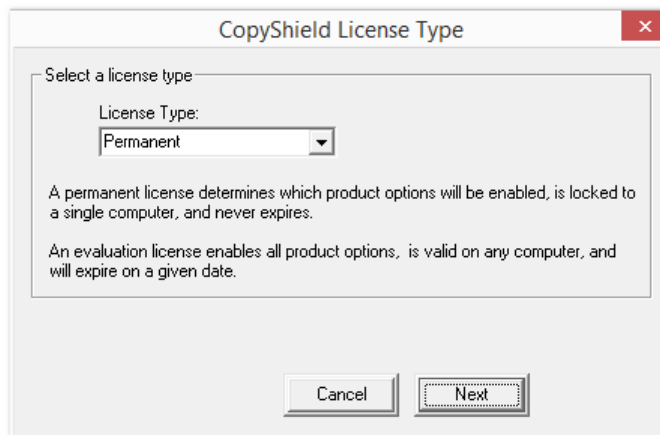 CopyShield License Type
Select a license type
License Type:
Permanent
A permanent license determines which product options will be enabled, is locked to
a single computer, and never expires.
An evaluation license enables all product options,  is valid on any computer, and
will expire on a given date.
Cancel
Next